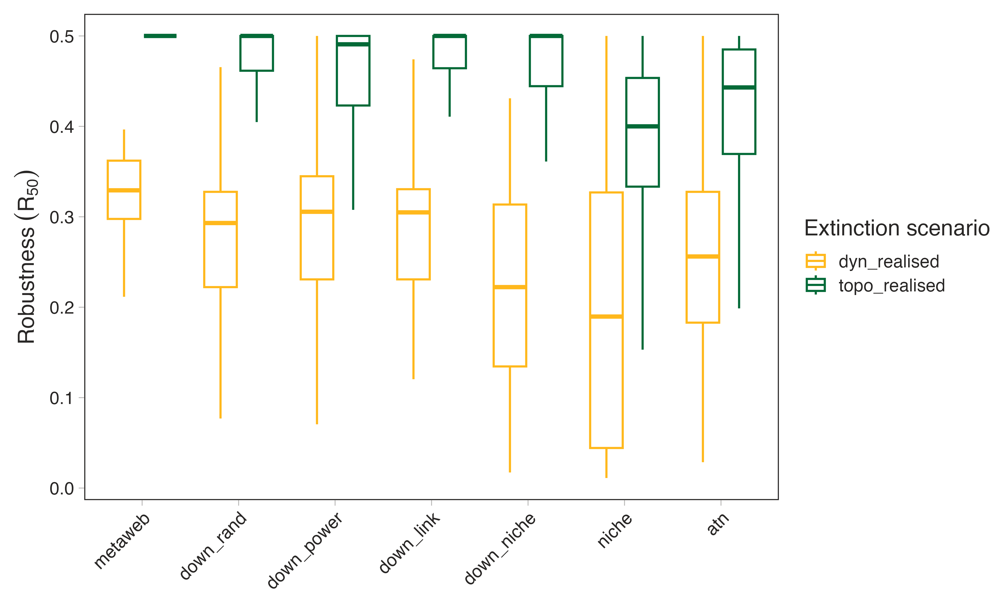 Robustness (R50)
0.5
0.4
0.3
0.2
0.1
0.0
metaweb
down_rand
down_power
down_link
down_niche
niche
atn
Extinction scenario
dyn_realised
topo_realised